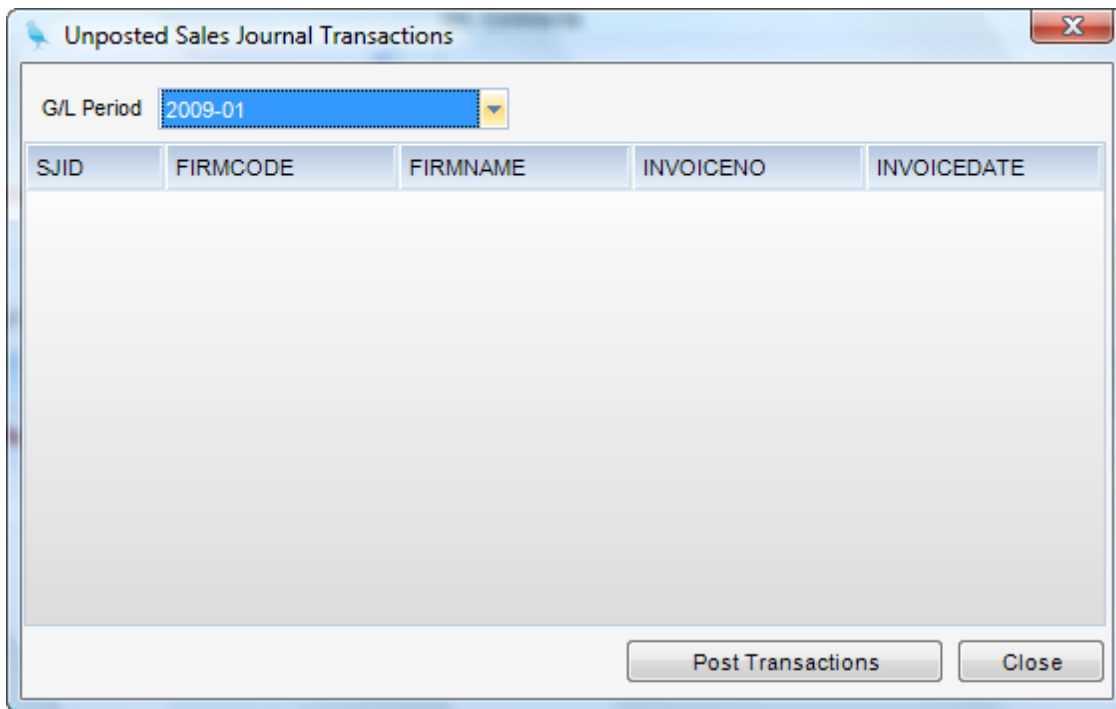 Unposted Sales Journal Transactions
G/L Period 2009-01
SJID FIRMCODE FIRMNAME INVOICENO INVOICEDATE
Post Transactions Close